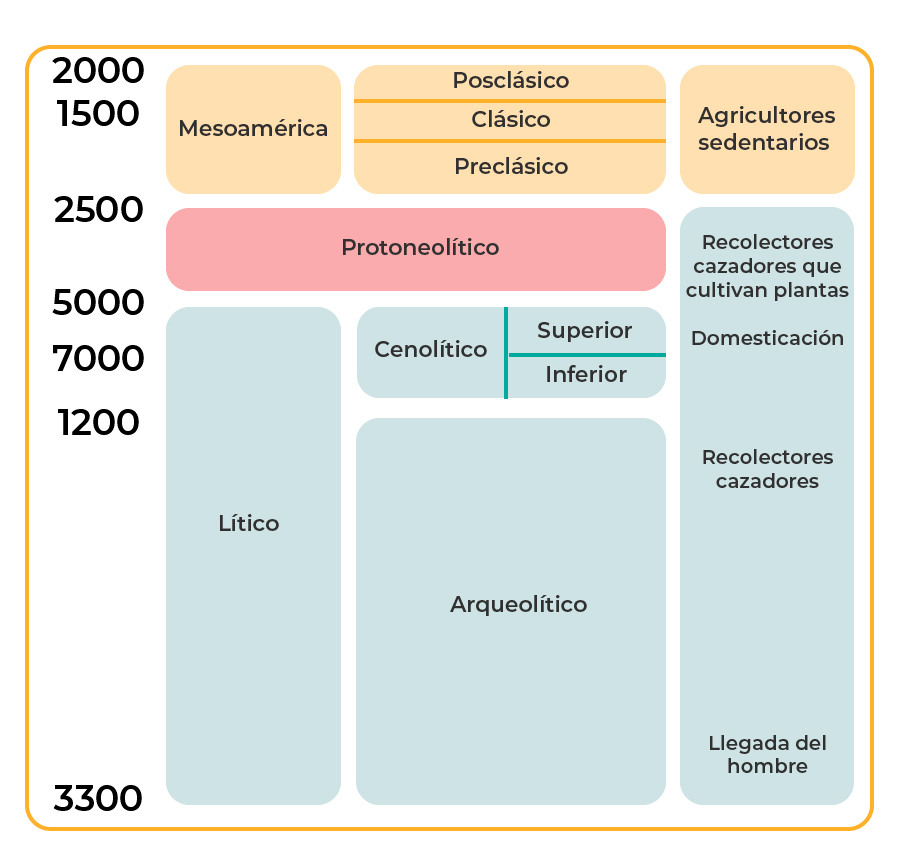 2000
1500
2500
5000
7000
1200
3300
Mesoamérica
Posclásico
Clásico
Preclásico
Agricultores
sedentarios
Protoneolítico
Recolectores
cazadores que
cultivan plantas
Domesticación
Recolectores
cazadores
Llegada del
hombre
Lítico
Cenolítico
Superior
Inferior
Arqueolítico